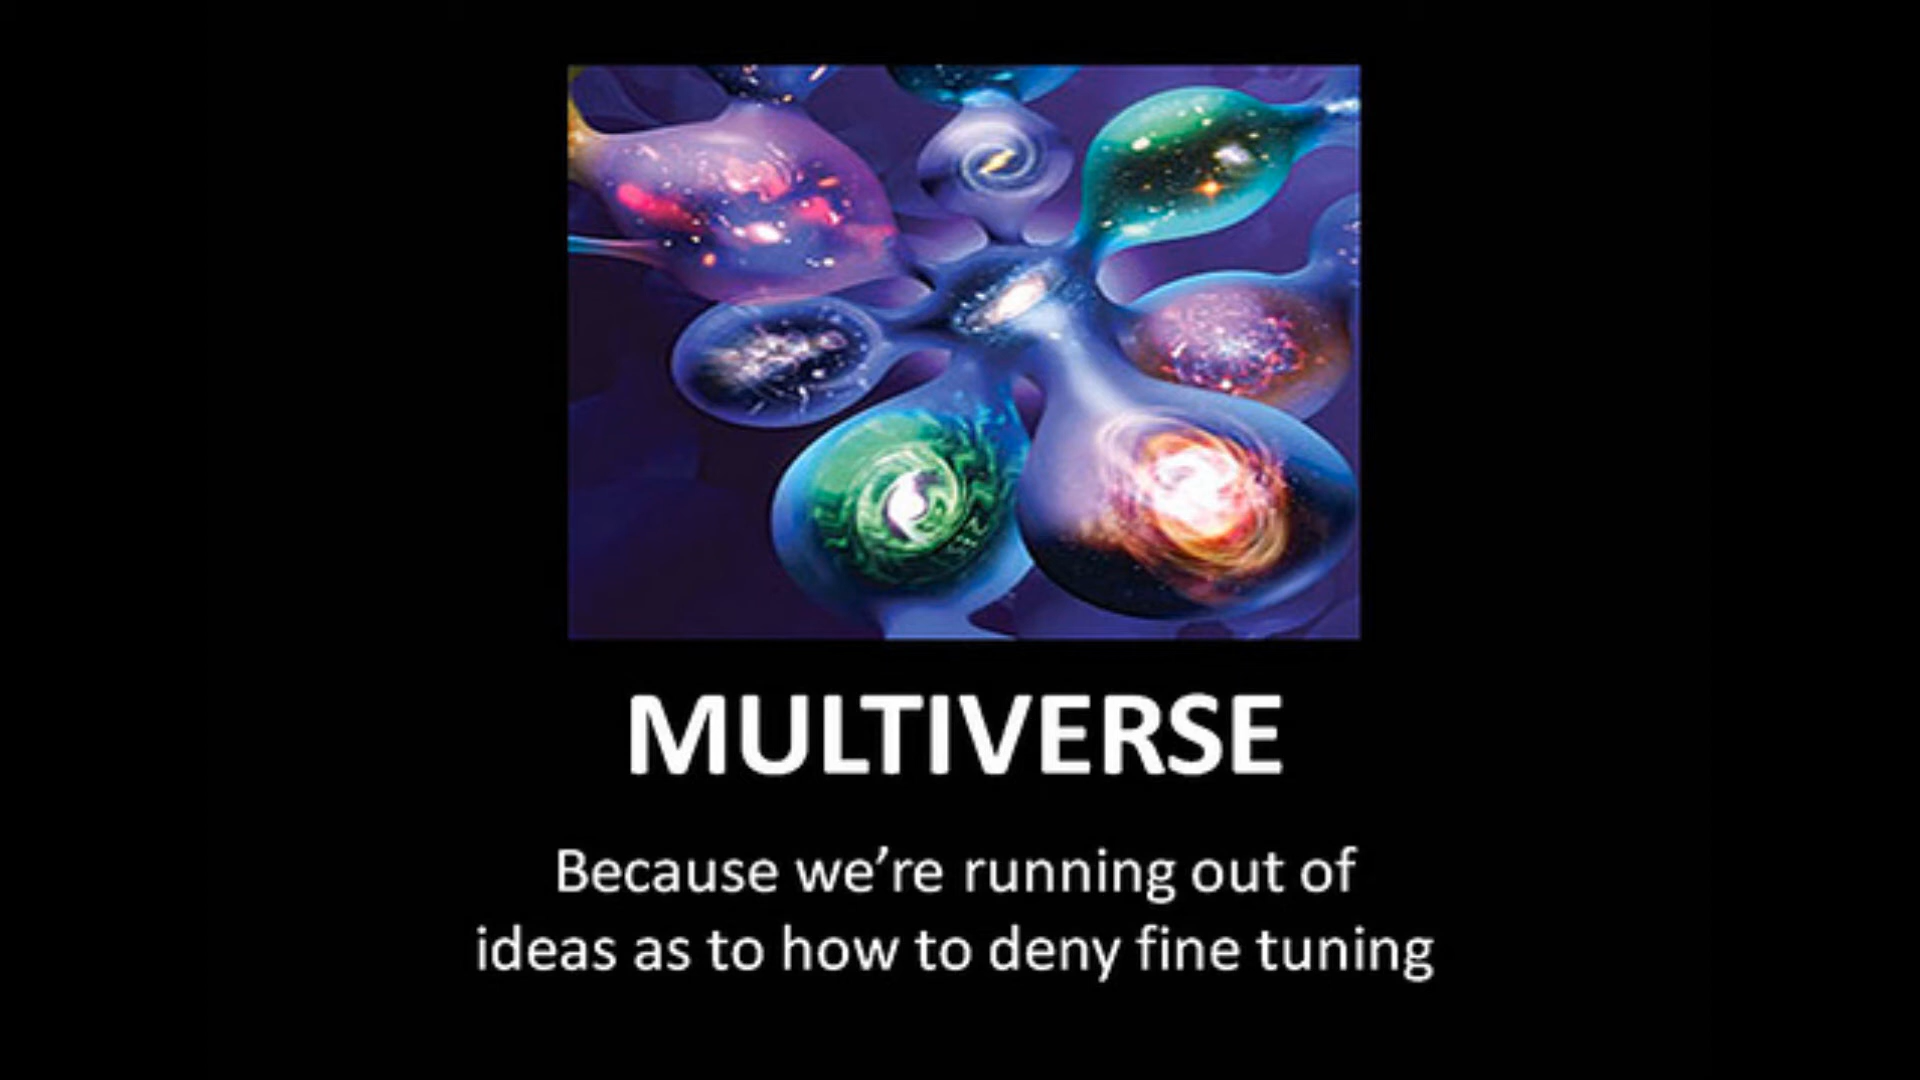 MULTIVERSE
Because we’re running out of
ideas as to how to deny fine tuning